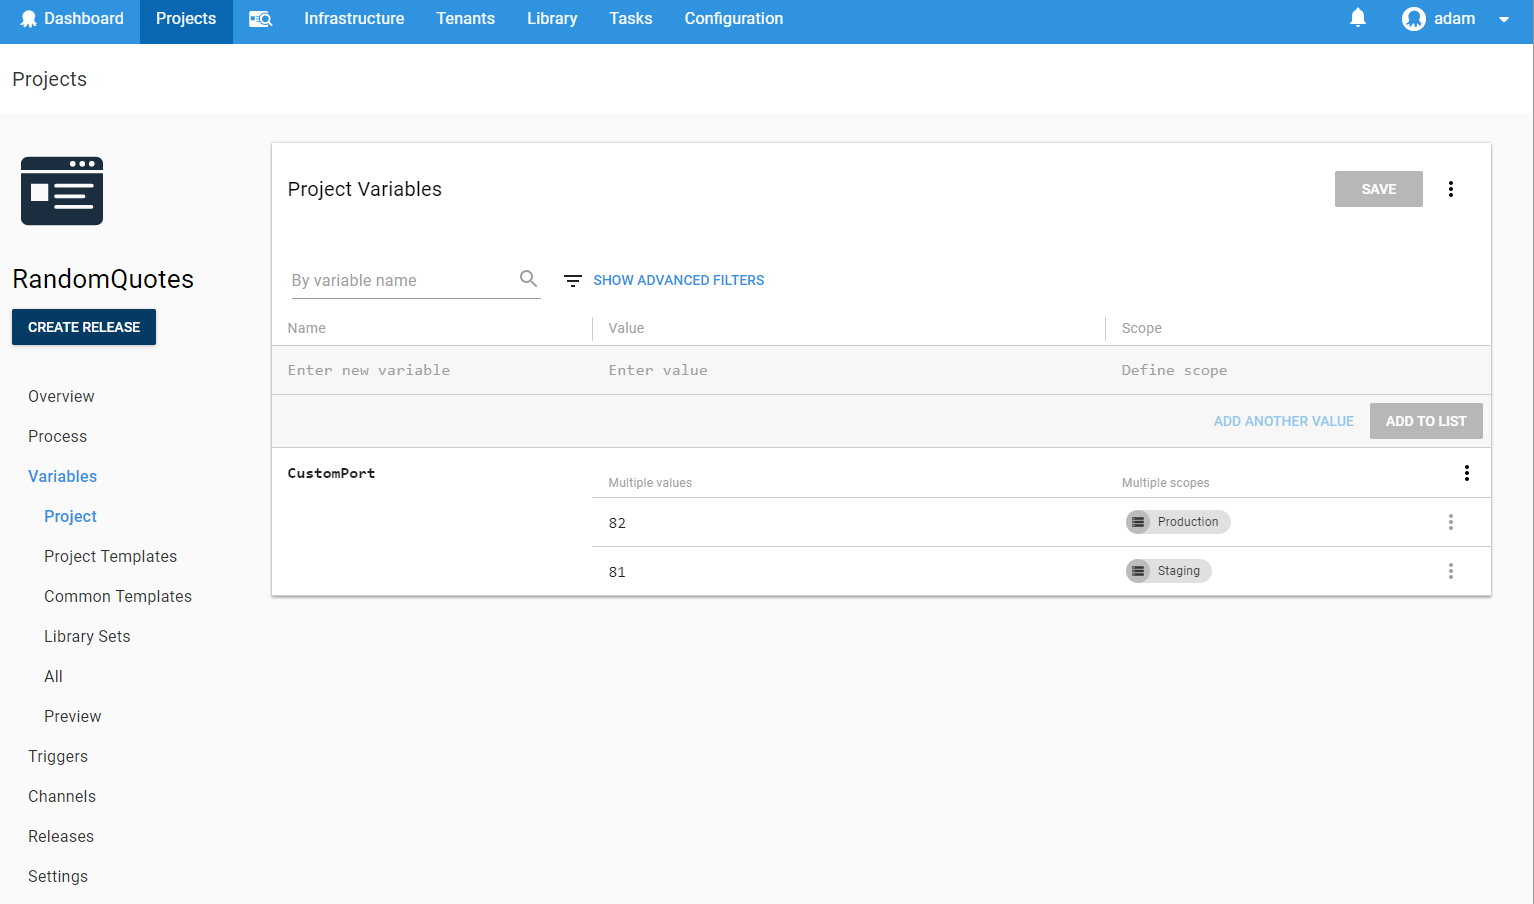 Dashboard Projects Infrastructure Tenants Library Tasks Configuration adam
Projects
RandomQuotes
CREATE RELEASE
Overview
Process
Variables
Project
Project Templates
Common Templates
Library Sets
All
Preview
Triggers
Channels
Releases
Settings
Project Variables SAVE
By variable name SHOW ADVANCED FILTERS
Name Value Scope
Enter new variable Enter value Define scope
ADD ANOTHER VALUE ADD TO LIST
CustomPort
Multiple values Multiple scopes
82 Production
81 Staging